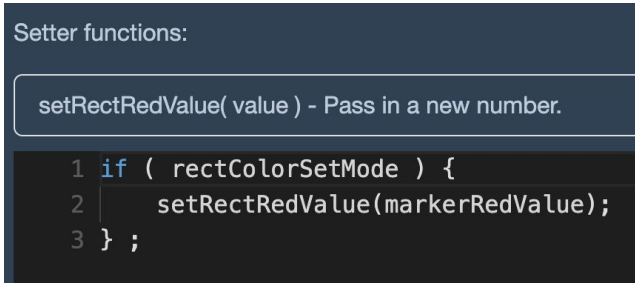 Setter functions:
setRectRedValue( value ) - Pass in a new number.
1 if ( rectColorSetMode ) {
2     setRectRedValue(markerRedValue);
3 } ;